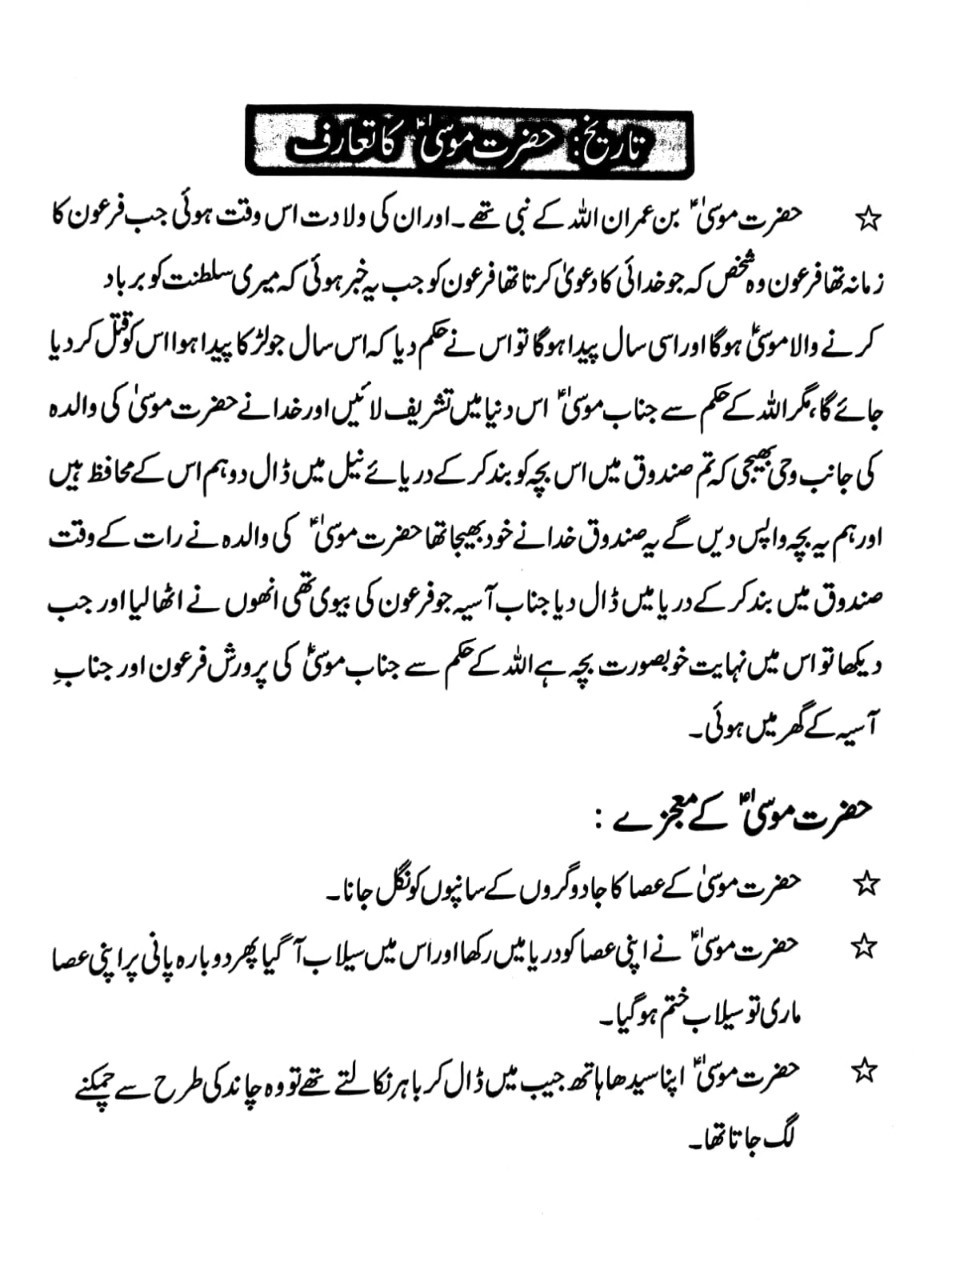 تاریخ: حضرت موسیٰؑ کا تعارف
☆ حضرت موسیٰؑ بن عمران اللہ کے نبی تھے۔ اور ان کی ولادت اس وقت ہوئی جب فرعون کا
زمانہ تھا فرعون وہ شخص کہ جو خدائی کا دعویٰ کرتا تھا فرعون کو جب یہ خبر ہوئی کہ میری سلطنت کو برباد
کرنے والا موسیٰؑ ہوگا اور اسی سال پیدا ہوگا تو اس نے حکم دیا کہ اس سال جو لڑکا پیدا ہوا اس کو قتل کر دیا
جائے گا، مگر اللہ کے حکم سے جناب موسیٰؑ اس دنیا میں تشریف لائیں اور خدا نے حضرت موسیٰ کی والدہ
کی جانب وحی بھیجی کہ تم صندوق میں اس بچہ کو بند کر کے دریائے نیل میں ڈال دو ہم اس کے محافظ ہیں
اور ہم یہ بچہ واپس دیں گے یہ صندوق خدا نے خود بھیجا تھا حضرت موسیٰؑ کی والدہ نے رات کے وقت
صندوق میں بند کر کے دریا میں ڈال دیا جناب آسیہ جو فرعون کی بیوی تھی انھوں نے اٹھا لیا اور جب
دیکھا تو اس میں نہایت خوبصورت بچہ ہے اللہ کے حکم سے جناب موسیٰؑ کی پرورش فرعون اور جنابِ
آسیہ کے گھر میں ہوئی۔
حضرت موسیٰؑ کے معجزے :
☆ حضرت موسیٰ کے عصا کا جادوگروں کے سانپوں کو نگل جانا۔
☆ حضرت موسیٰؑ نے اپنی عصا کو دریا میں رکھا اور اس میں سیلاب آگیا پھر دوبارہ پانی پر اپنی عصا
ماری تو سیلاب ختم ہوگیا۔
☆ حضرت موسیٰؑ اپنا سیدھا ہاتھ جیب میں ڈال کر باہر نکالتے تھے تو وہ چاند کی طرح سے چمکنے
لگ جاتا تھا۔